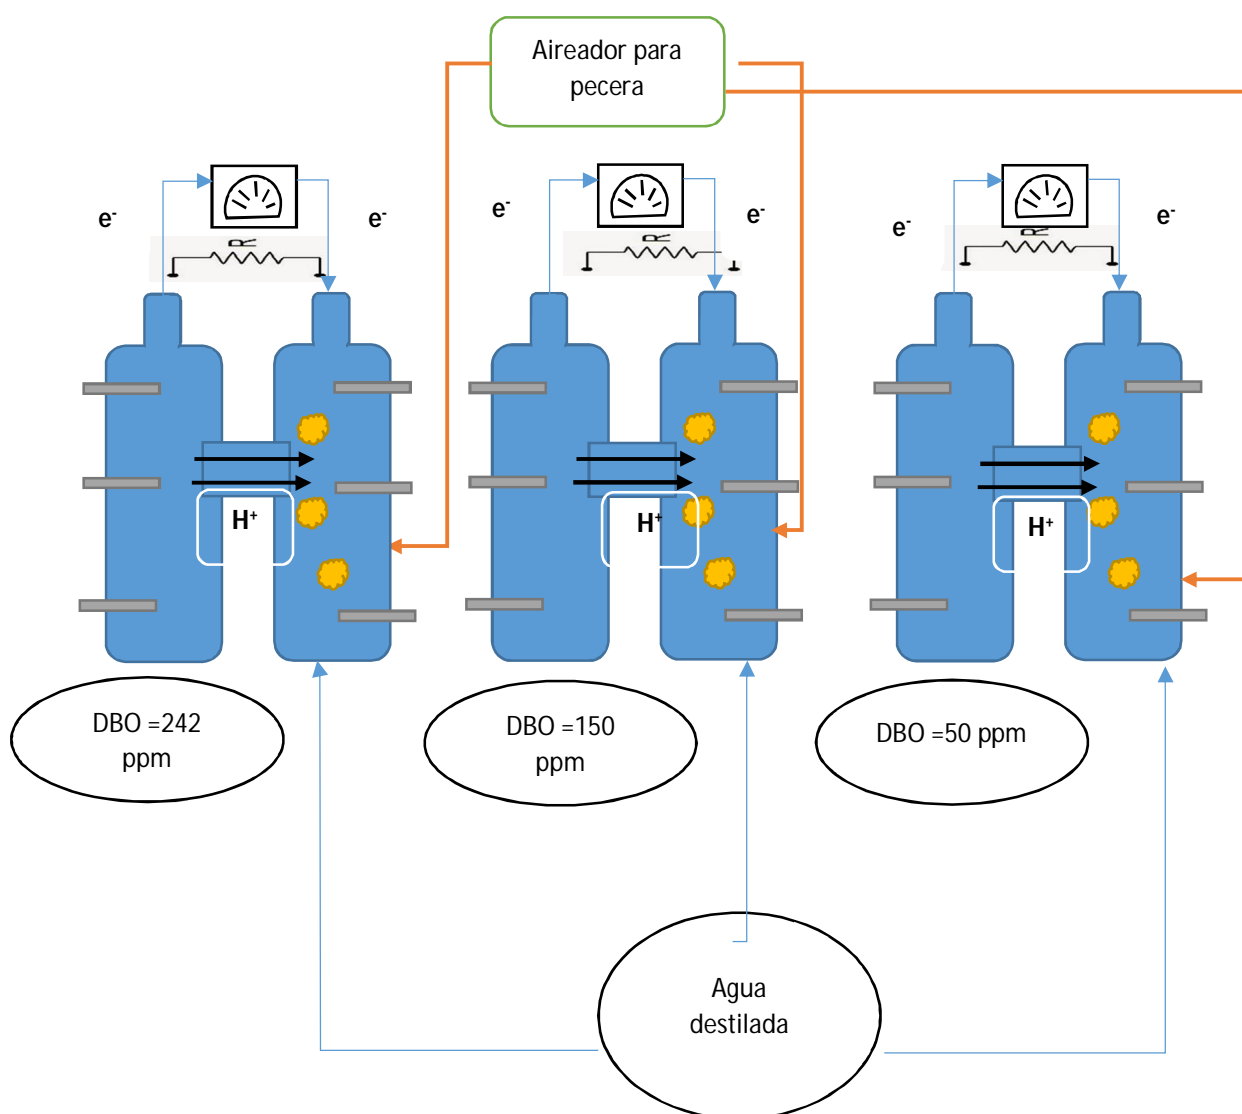 Aireador para
pecera
e-
R
e-
e-
R
e-
e-
R
e-
H+
H+
H+
DBO =242
ppm
DBO =150
ppm
DBO =50 ppm
Agua
destilada